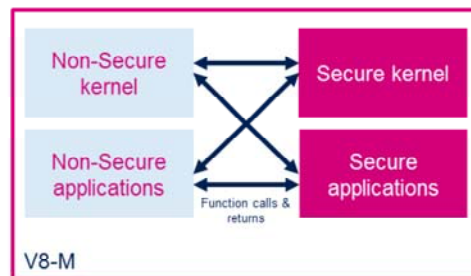 Non-Secure
kernel
Secure kernel
Non-Secure
applications
Secure
applications
Function calls &
returns
V8-M